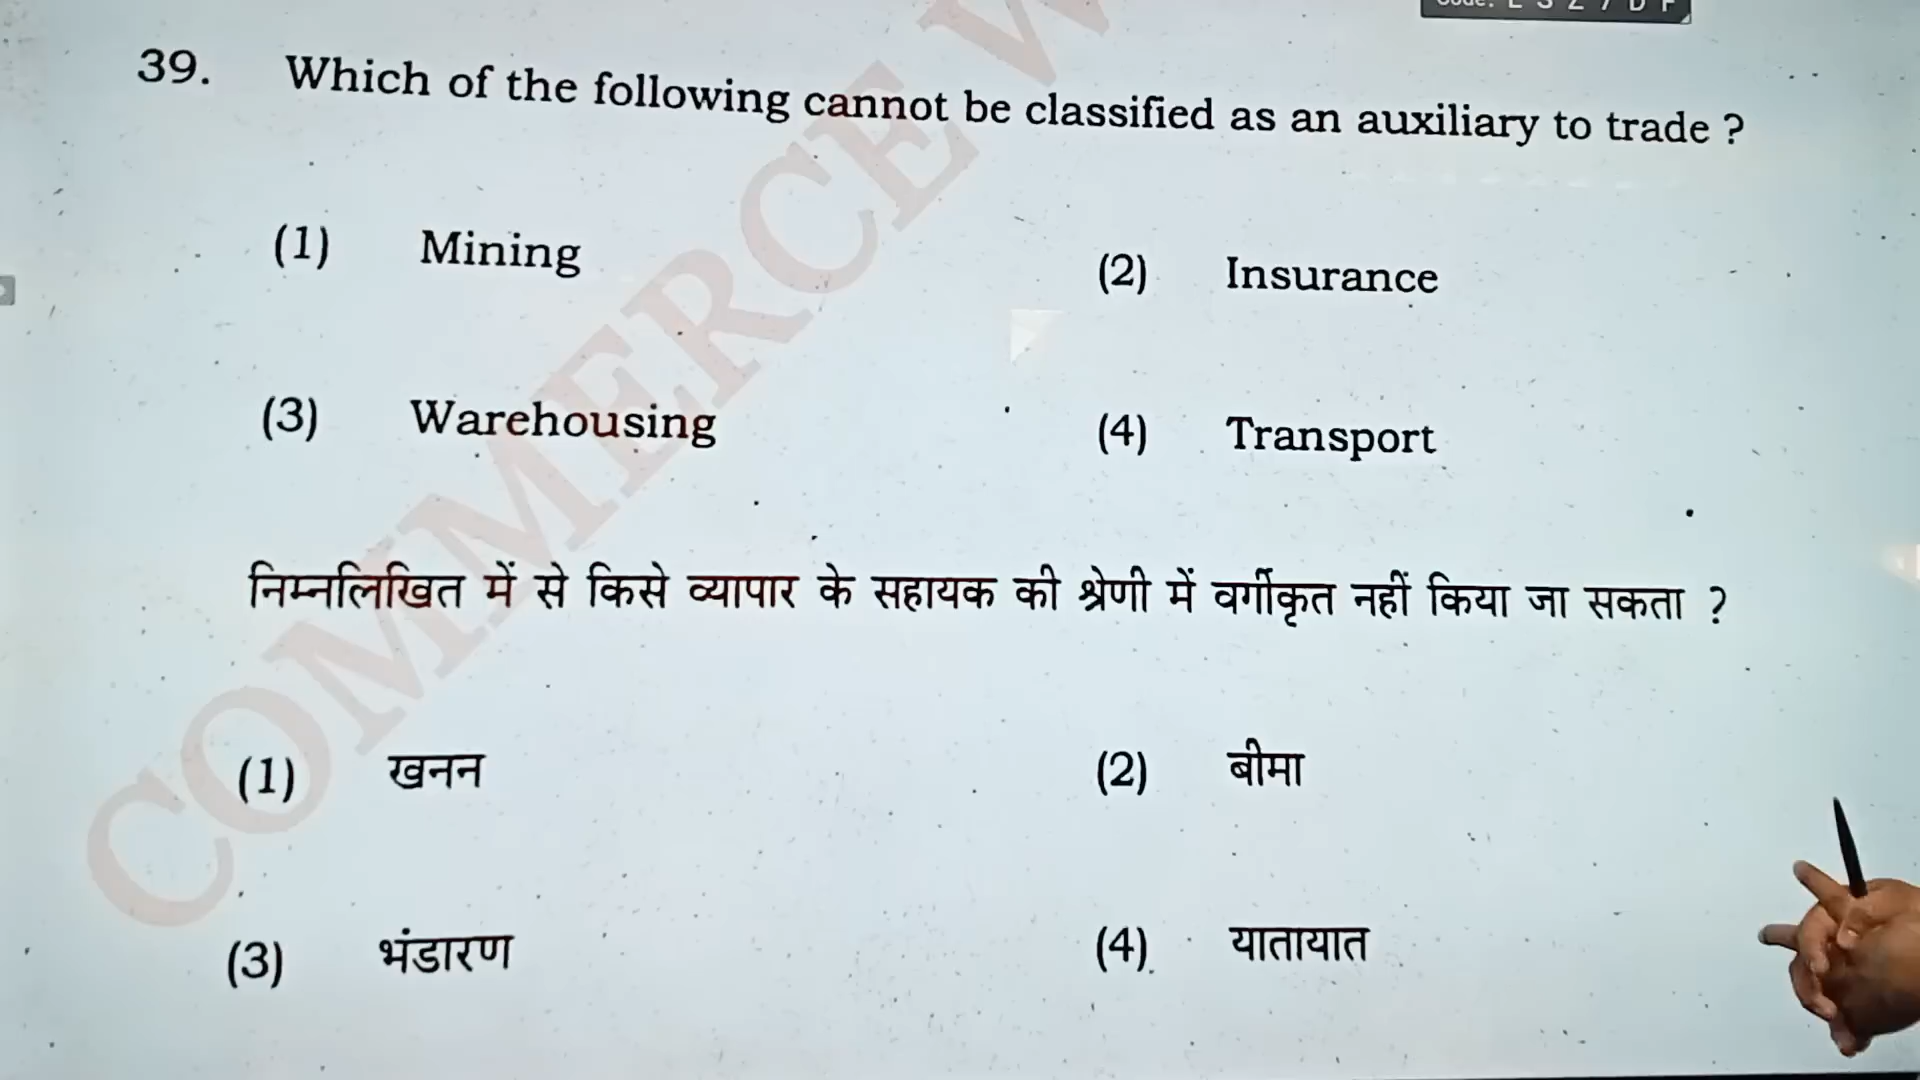 39. Which of the following cannot be classified as an auxiliary to trade ?
(1) Mining
(2) Insurance
(3) Warehousing
(4) Transport
निम्नलिखित में से किसे व्यापार के सहायक की श्रेणी में वर्गीकृत नहीं किया जा सकता ?
(1) खनन
(2) बीमा
(3) भंडारण
(4) यातायात
COMMERCE W